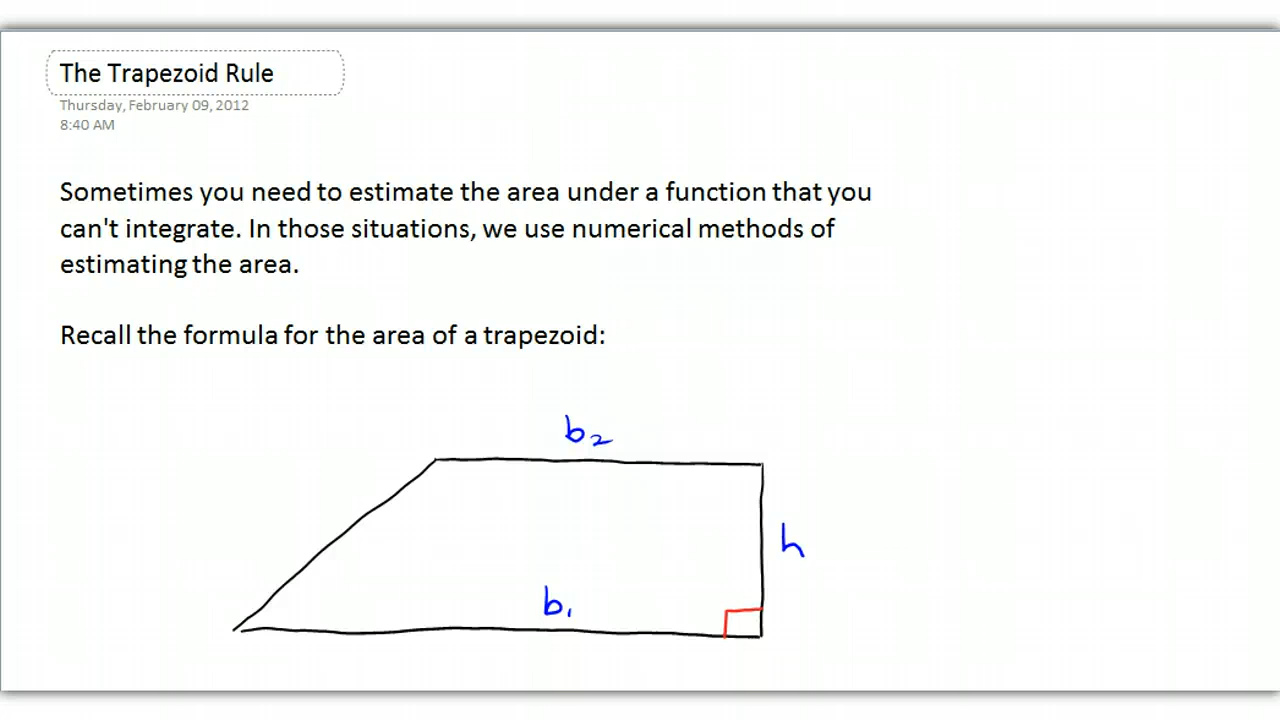 The Trapezoid Rule
Thursday, February 09, 2012
8:40 AM
Sometimes you need to estimate the area under a function that you
can't integrate. In those situations, we use numerical methods of
estimating the area.
Recall the formula for the area of a trapezoid:
b₂
h
b₁